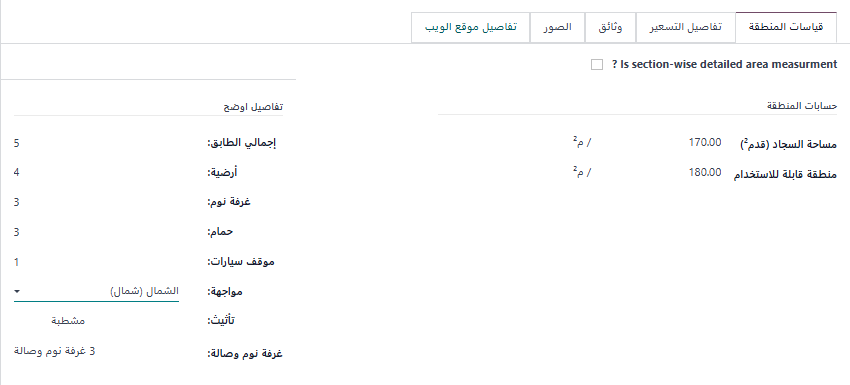 قياسات المنطقة
تفاصيل التسعير
وثائق
الصور
تفاصيل موقع الويب
Is section-wise detailed area measurment ?
حسابات المنطقة
مساحة السجاد (قدم²) 170.00 / م²
منطقة قابلة للاستخدام 180.00 / م²
تفاصيل اوضح
إجمالي الطابق: 5
أرضية: 4
غرفة نوم: 3
حمام: 3
موقف سيارات: 1
مواجهة: الشمال (شمال)
تأثيث: مشطبة
غرفة نوم وصالة: 3 غرفة نوم وصالة